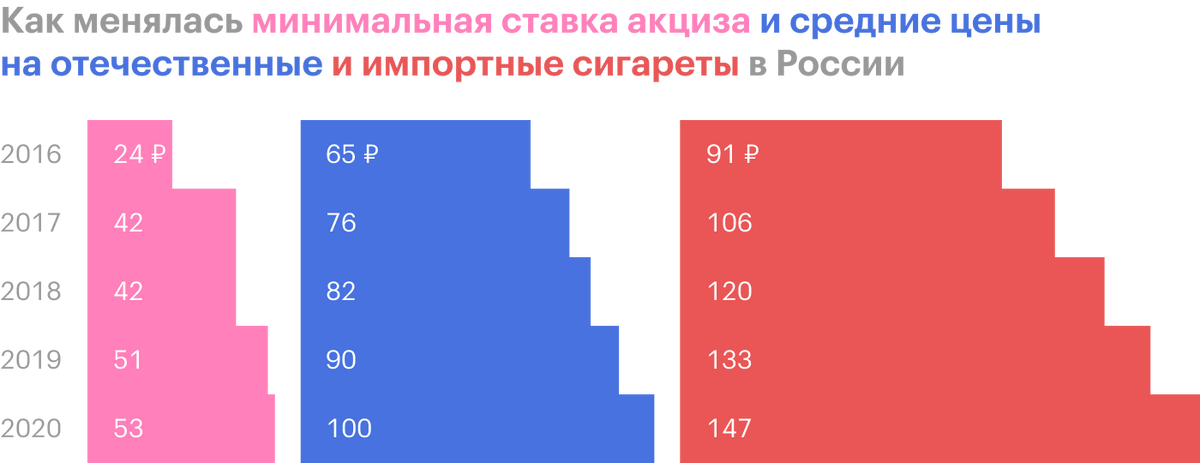 Как менялась минимальная ставка акциза и средние цены
на отечественные и импортные сигареты в России
2016 24 ₽ 65 ₽ 91 ₽
2017 42 76 106
2018 42 82 120
2019 51 90 133
2020 53 100 147